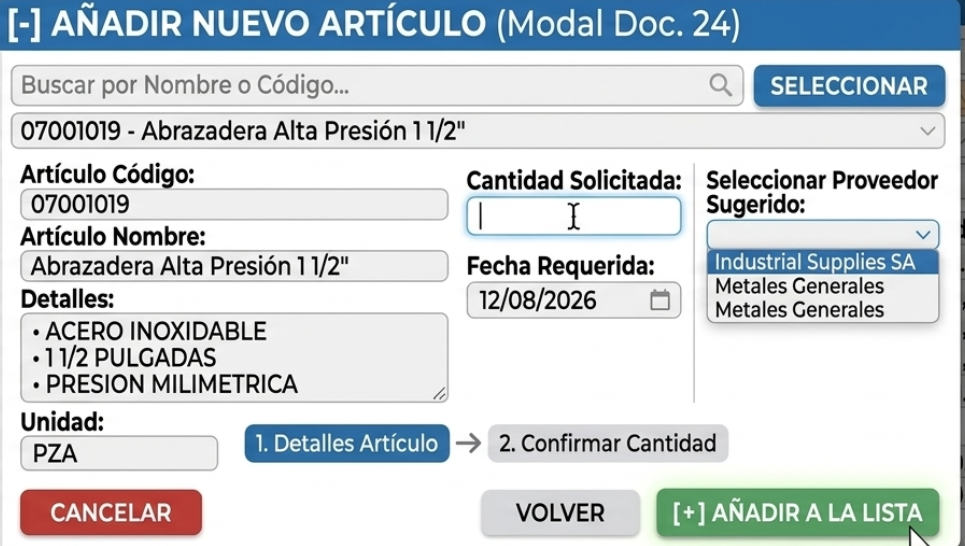 [-] AÑADIR NUEVO ARTÍCULO (Modal Doc. 24)
Buscar por Nombre o Código...
SELECCIONAR
07001019 - Abrazadera Alta Presión 1 1/2"
Artículo Código:
07001019
Artículo Nombre:
Abrazadera Alta Presión 1 1/2"
Detalles:
• ACERO INOXIDABLE
• 1 1/2 PULGADAS
• PRESION MILIMETRICA
Unidad:
PZA
Cantidad Solicitada:
Fecha Requerida:
12/08/2026
Seleccionar Proveedor
Sugerido:
Industrial Supplies SA
Metales Generales
Metales Generales
1. Detalles Artículo → 2. Confirmar Cantidad
CANCELAR
VOLVER
[+] AÑADIR A LA LISTA